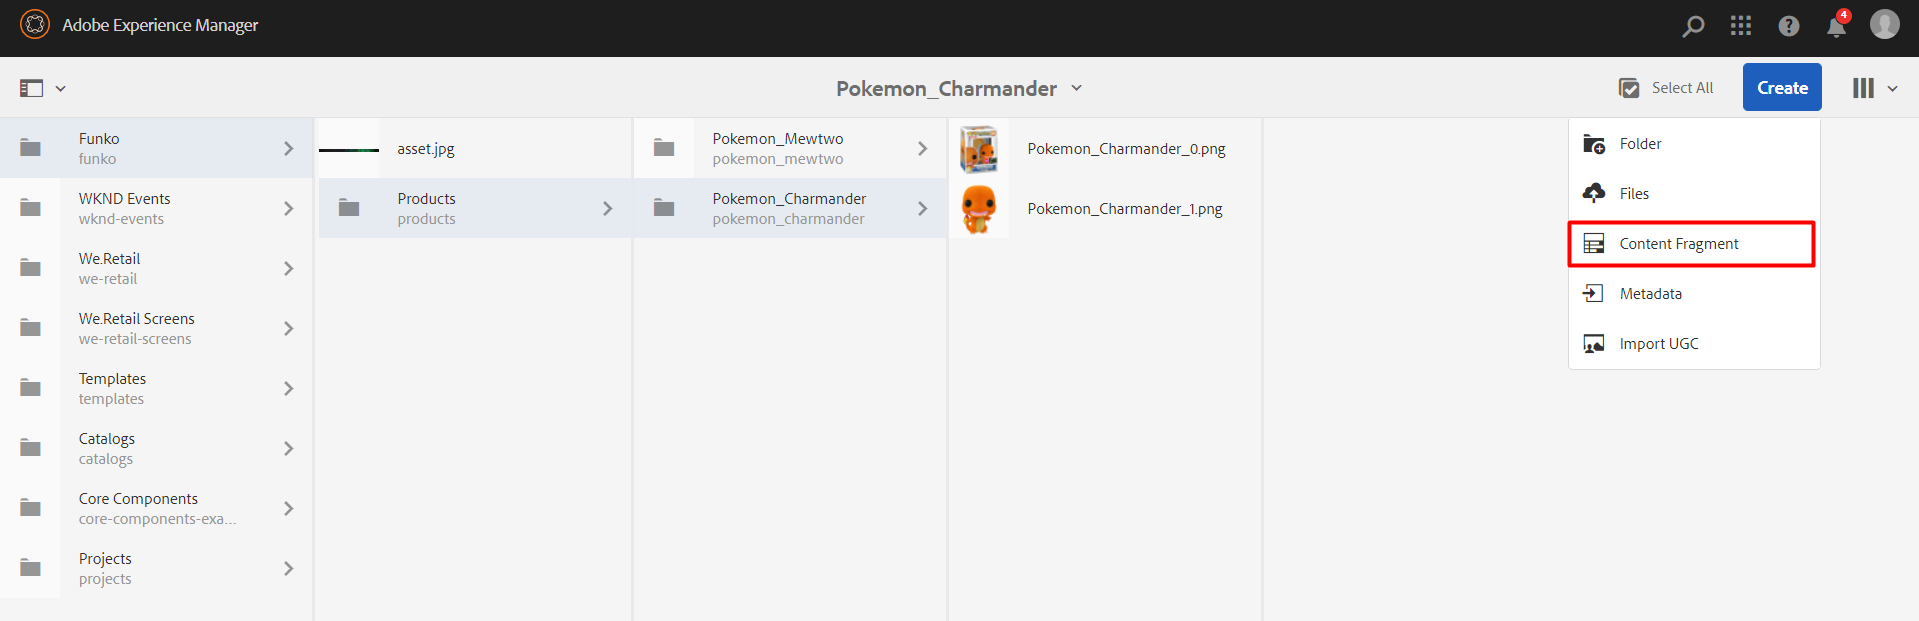 Adobe Experience Manager
4
Pokemon_Charmander
Select All
Create
Funko
funko
WKND Events
wknd-events
We.Retail
we-retail
We.Retail Screens
we-retail-screens
Templates
templates
Catalogs
catalogs
Core Components
core-components-exa...
Projects
projects
asset.jpg
Products
products
Pokemon_Mewtwo
pokemon_mewtwo
Pokemon_Charmander
pokemon_charmander
Pokemon_Charmander_0.png
Pokemon_Charmander_1.png
Folder
Files
Content Fragment
Metadata
Import UGC